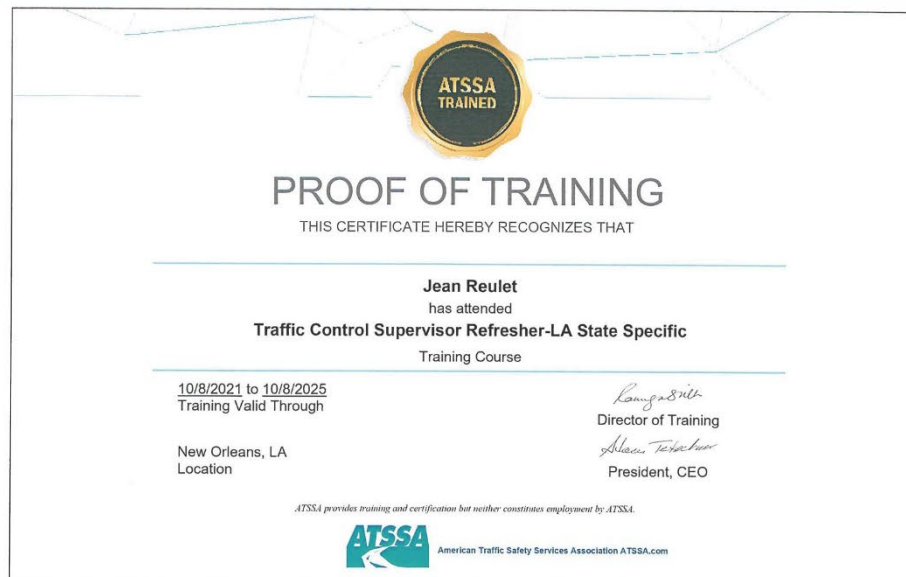 ATSSA
TRAINED
PROOF OF TRAINING
THIS CERTIFICATE HEREBY RECOGNIZES THAT
Jean Reulet
has attended
Traffic Control Supervisor Refresher-LA State Specific
Training Course
10/8/2021 to 10/8/2025
Training Valid Through
Director of Training
New Orleans, LA
Location
President, CEO
ATSSA provides training and certification but neither constitutes employment by ATSSA.
ATSSA
American Traffic Safety Services Association ATSSA.com